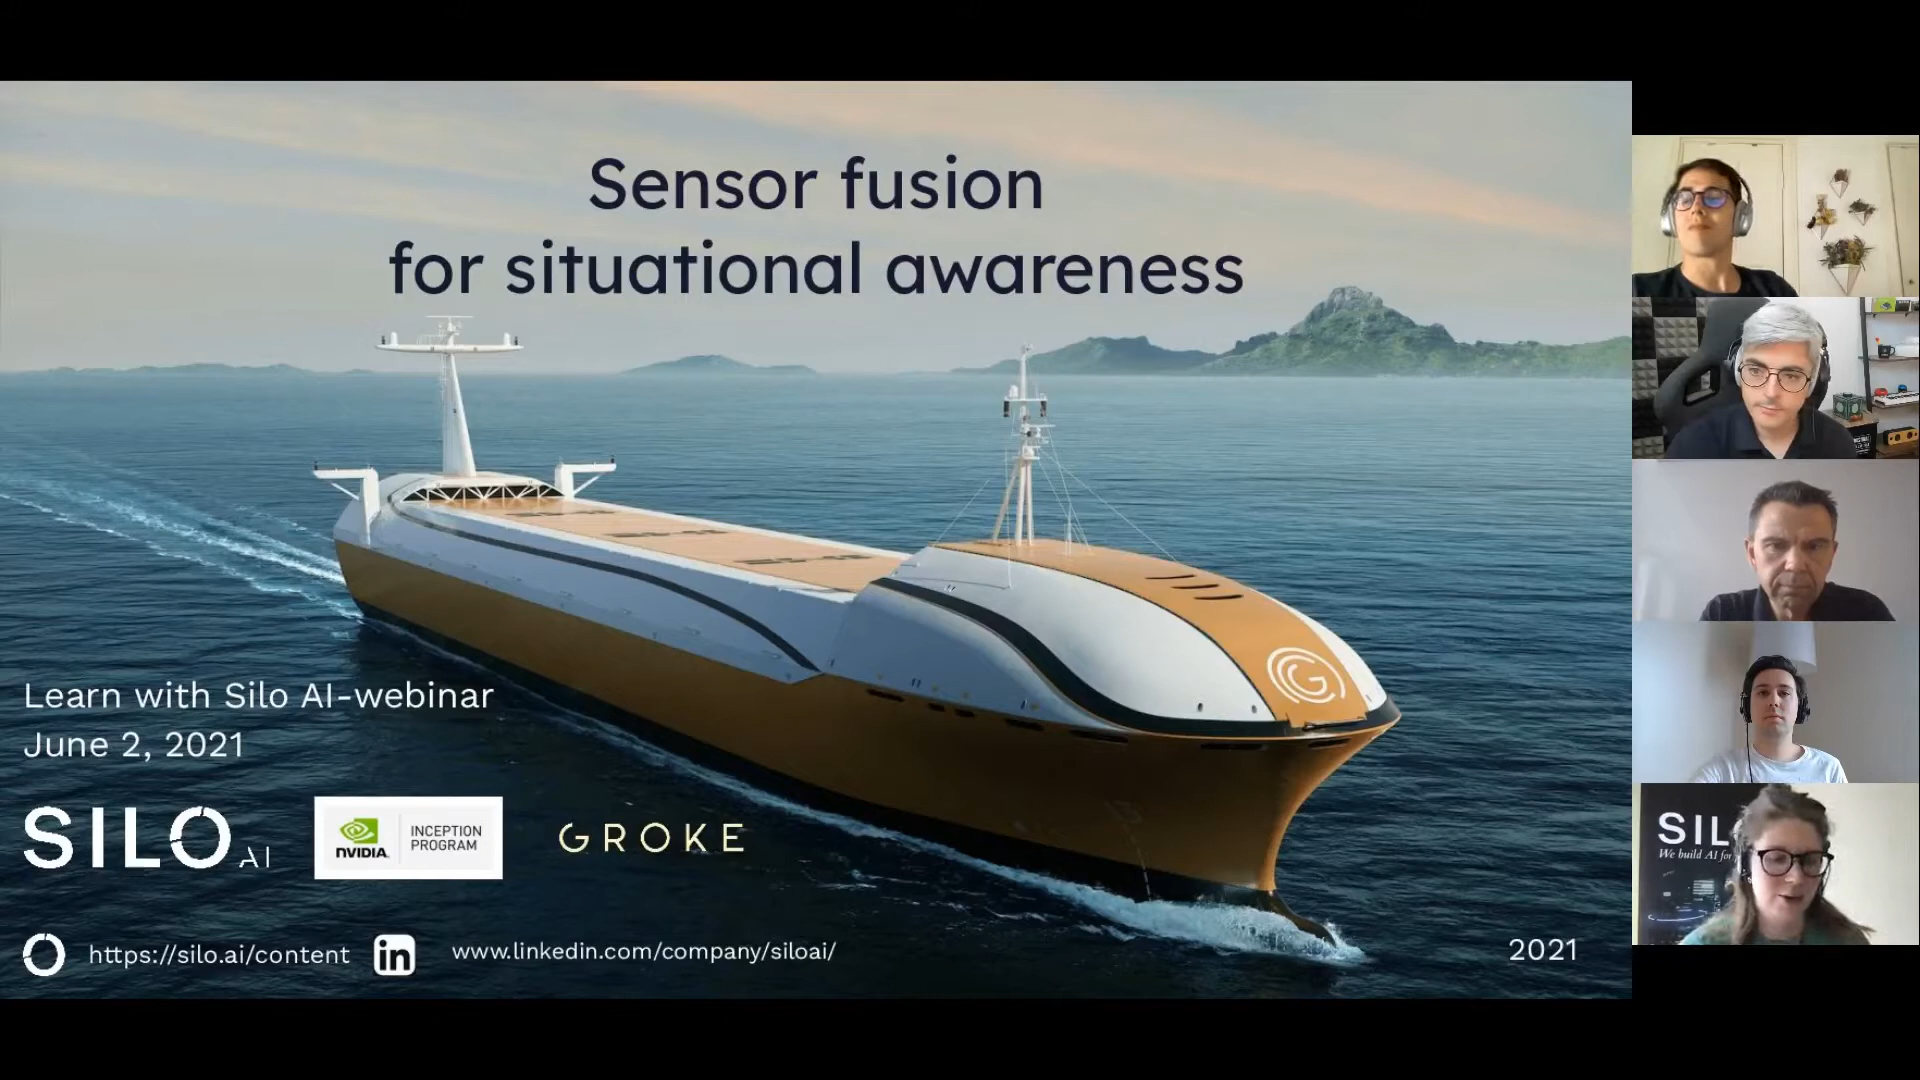 Sensor fusion
for situational awareness
Learn with Silo AI-webinar
June 2, 2021
SILO AI
NVIDIA. INCEPTION
PROGRAM
GROKE
https://silo.ai/content
in
www.linkedin.com/company/siloai/
2021
G
SIL
We build AI for